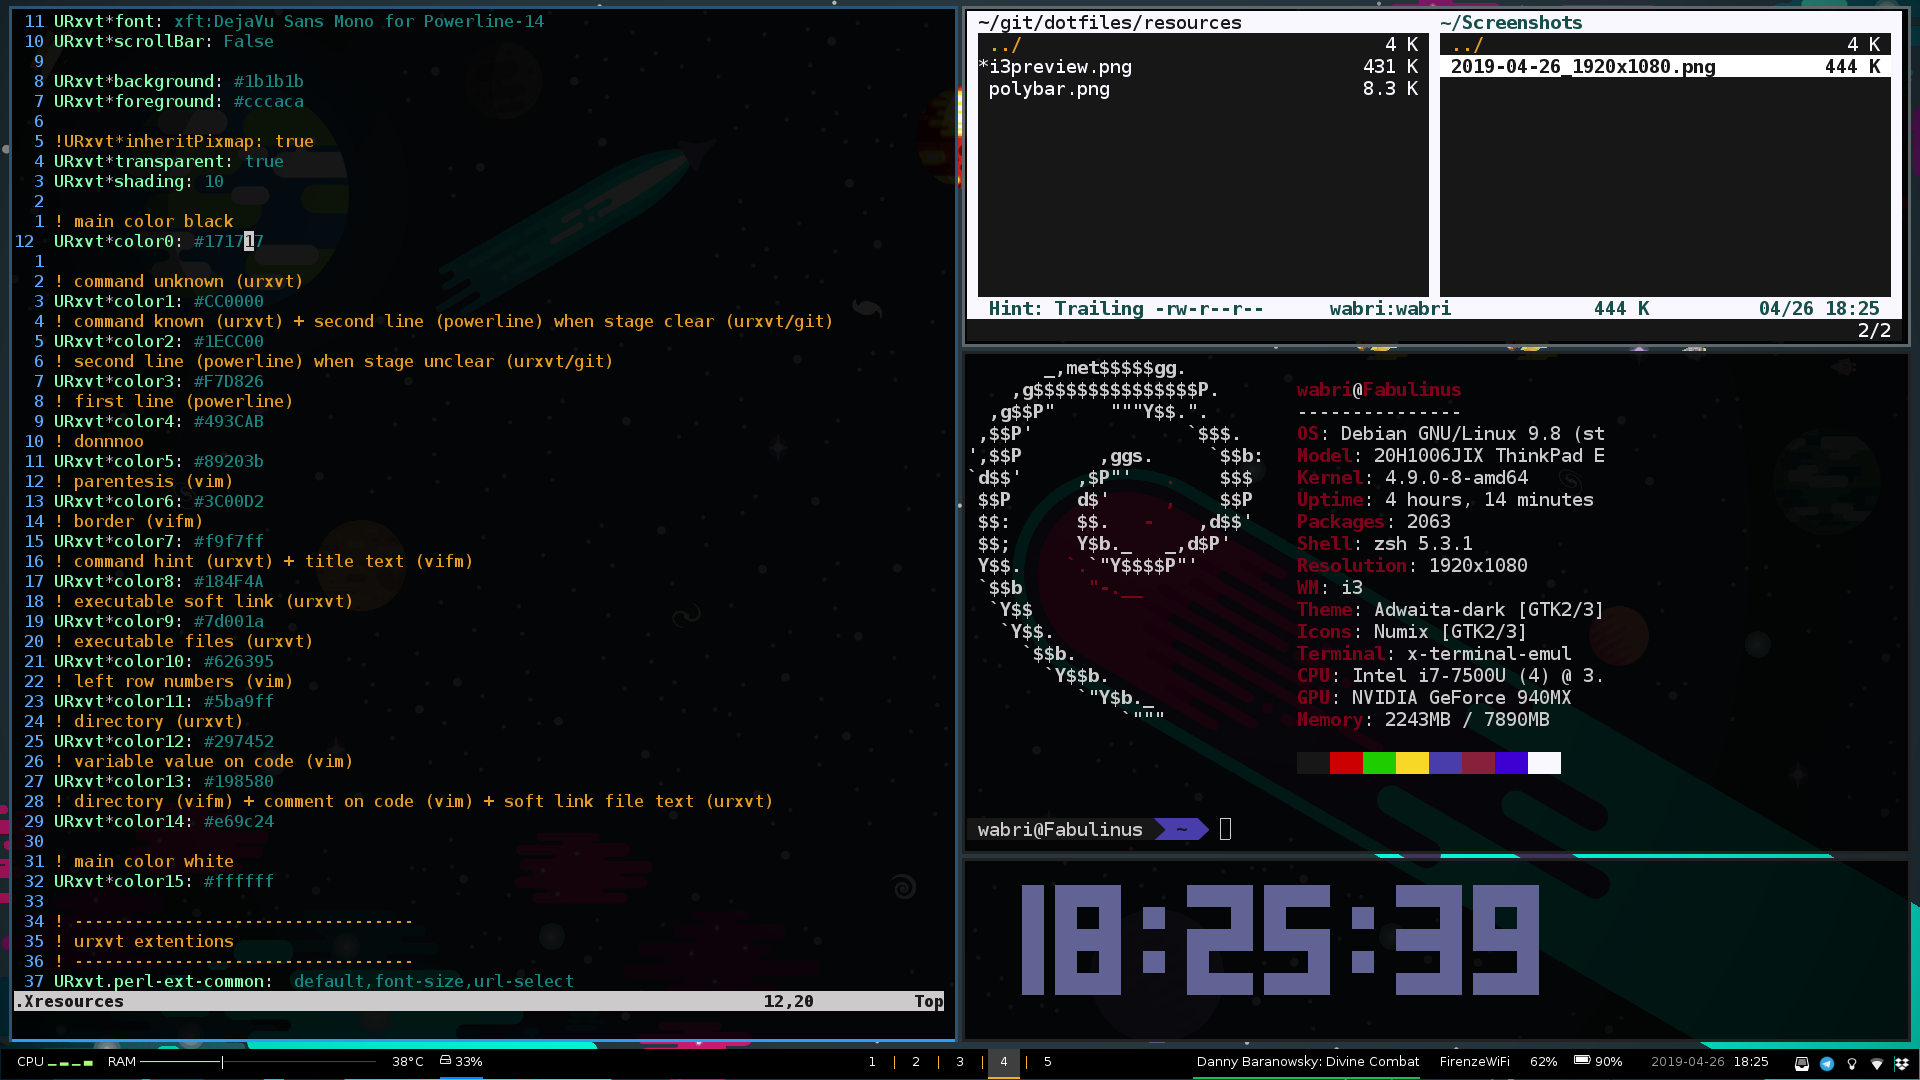 11 URxvt*font: xft:DejaVu Sans Mono for Powerline-14
10 URxvt*scrollBar: False
9
8 URxvt*background: #1b1b1b
7 URxvt*foreground: #cccaca
6
5 !URxvt*inheritPixmap: true
4 URxvt*transparent: true
3 URxvt*shading: 10
2
1 ! main color black
12 URxvt*color0: #171717
1
2 ! command unknown (urxvt)
3 URxvt*color1: #CC0000
4 ! command known (urxvt) + second line (powerline) when stage clear (urxvt/git)
5 URxvt*color2: #1ECC00
6 ! second line (powerline) when stage unclear (urxvt/git)
7 URxvt*color3: #F7D826
8 ! first line (powerline)
9 URxvt*color4: #493CAB
10 ! donnnoo
11 URxvt*color5: #89203b
12 ! parentesis (vim)
13 URxvt*color6: #3C00D2
14 ! border (vifm)
15 URxvt*color7: #f9f7ff
16 ! command hint (urxvt) + title text (vifm)
17 URxvt*color8: #184F4A
18 ! executable soft link (urxvt)
19 URxvt*color9: #7d001a
20 ! executable files (urxvt)
21 URxvt*color10: #626395
22 ! left row numbers (vim)
23 URxvt*color11: #5ba9ff
24 ! directory (urxvt)
25 URxvt*color12: #297452
26 ! variable value on code (vim)
27 URxvt*color13: #198580
28 ! directory (vifm) + comment on code (vim) + soft link file text (urxvt)
29 URxvt*color14: #e69c24
30
31 ! main color white
32 URxvt*color15: #ffffff
33
34 ! ----------------------------------
35 ! urxvt extentions
36 ! ----------------------------------
37 URxvt.perl-ext-common:  default,font-size,url-select
.Xresources 12,20 Top
~/git/dotfiles/resources
../ 4 K
*i3preview.png 431 K
polybar.png 8.3 K
~/Screenshots
../ 4 K
2019-04-26_1920x1080.png 444 K
Hint: Trailing -rw-r--r-- wabri:wabri 444 K 04/26 18:25
2/2
_,met$$$$$gg.
,g$$$$$$$$$$$$$$$P.
,g$$P"     """Y$$.".
,$$P'              `$$$.
',$$P       ,ggs.     `$$b:
`d$$'     ,$P"'   .    $$$
$$P      d$'     ,    $$P
$$:      $$.   -    ,d$$'
$$;      Y$b._   _,d$P'
Y$$.    `.`"Y$$$$P"'
`$$b      "-.__
`Y$$
`Y$$.
`$$b.
`Y$$b.
`"Y$b._
`"""
wabri@Fabulinus
---------------
OS: Debian GNU/Linux 9.8 (st
Model: 20H1006JIX ThinkPad E
Kernel: 4.9.0-8-amd64
Uptime: 4 hours, 14 minutes
Packages: 2063
Shell: zsh 5.3.1
Resolution: 1920x1080
WM: i3
Theme: Adwaita-dark [GTK2/3]
Icons: Numix [GTK2/3]
Terminal: x-terminal-emul
CPU: Intel i7-7500U (4) @ 3.
GPU: NVIDIA GeForce 940MX
Memory: 2243MB / 7890MB
wabri@Fabulinus ~
18:25:39
CPU RAM 38°C 33% 1 | 2 | 3 | 4 | 5 Danny Baranowsky: Divine Combat FirenzeWiFi 62% 90% 2019-04-26 18:25